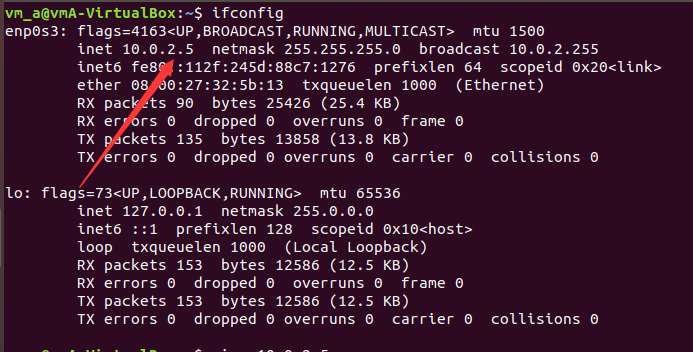 vm_a@vmA-VirtualBox:~$ ifconfig
enp0s3: flags=4163<UP,BROADCAST,RUNNING,MULTICAST>  mtu 1500
inet 10.0.2.5  netmask 255.255.255.0  broadcast 10.0.2.255
inet6 :112f:245d:88c7:1276  prefixlen 64  scopeid 0x20<link>
ether 08:00:27:32:5b:13  txqueuelen 1000  (Ethernet)
RX packets 90  bytes 25426 (25.4 KB)
RX errors 0  dropped 0  overruns 0  frame 0
TX packets 135  bytes 13858 (13.8 KB)
TX errors 0  dropped 0 overruns 0  carrier 0  collisions 0
lo: flags=73<UP,LOOPBACK,RUNNING>  mtu 65536
inet 127.0.0.1  netmask 255.0.0.0
inet6 ::1  prefixlen 128  scopeid 0x10<host>
loop  txqueuelen 1000  (Local Loopback)
RX packets 153  bytes 12586 (12.5 KB)
RX errors 0  dropped 0  overruns 0  frame 0
TX packets 153  bytes 12586 (12.5 KB)
TX errors 0  dropped 0 overruns 0  carrier 0  collisions 0